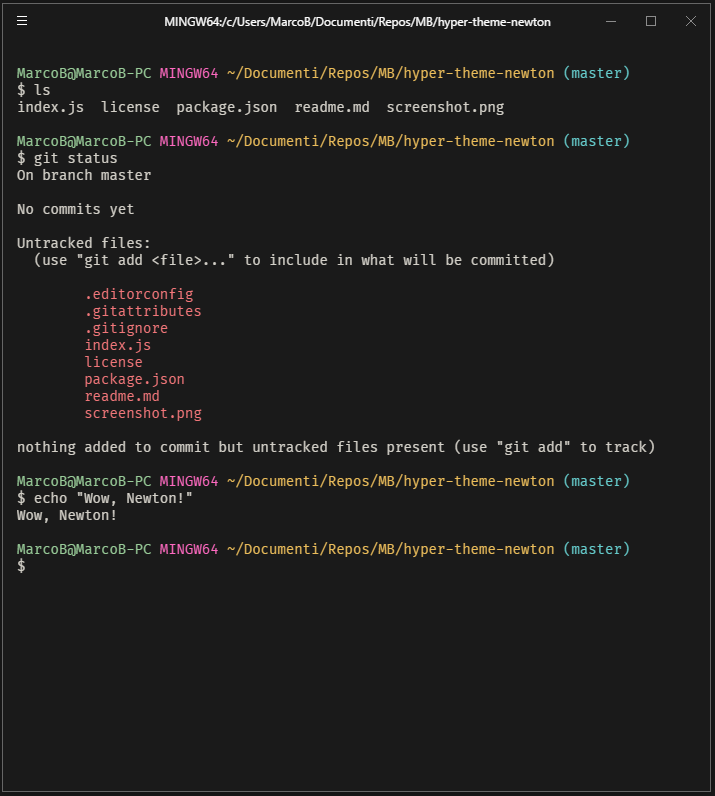 MINGW64:/c/Users/MarcoB/Documenti/Repos/MB/hyper-theme-newton
MarcoB@MarcoB-PC MINGW64 ~/Documenti/Repos/MB/hyper-theme-newton (master)
$ ls
index.js  license  package.json  readme.md  screenshot.png
MarcoB@MarcoB-PC MINGW64 ~/Documenti/Repos/MB/hyper-theme-newton (master)
$ git status
On branch master
No commits yet
Untracked files:
  (use "git add <file>..." to include in what will be committed)
        .editorconfig
        .gitattributes
        .gitignore
        index.js
        license
        package.json
        readme.md
        screenshot.png
nothing added to commit but untracked files present (use "git add" to track)
MarcoB@MarcoB-PC MINGW64 ~/Documenti/Repos/MB/hyper-theme-newton (master)
$ echo "Wow, Newton!"
Wow, Newton!
MarcoB@MarcoB-PC MINGW64 ~/Documenti/Repos/MB/hyper-theme-newton (master)
$